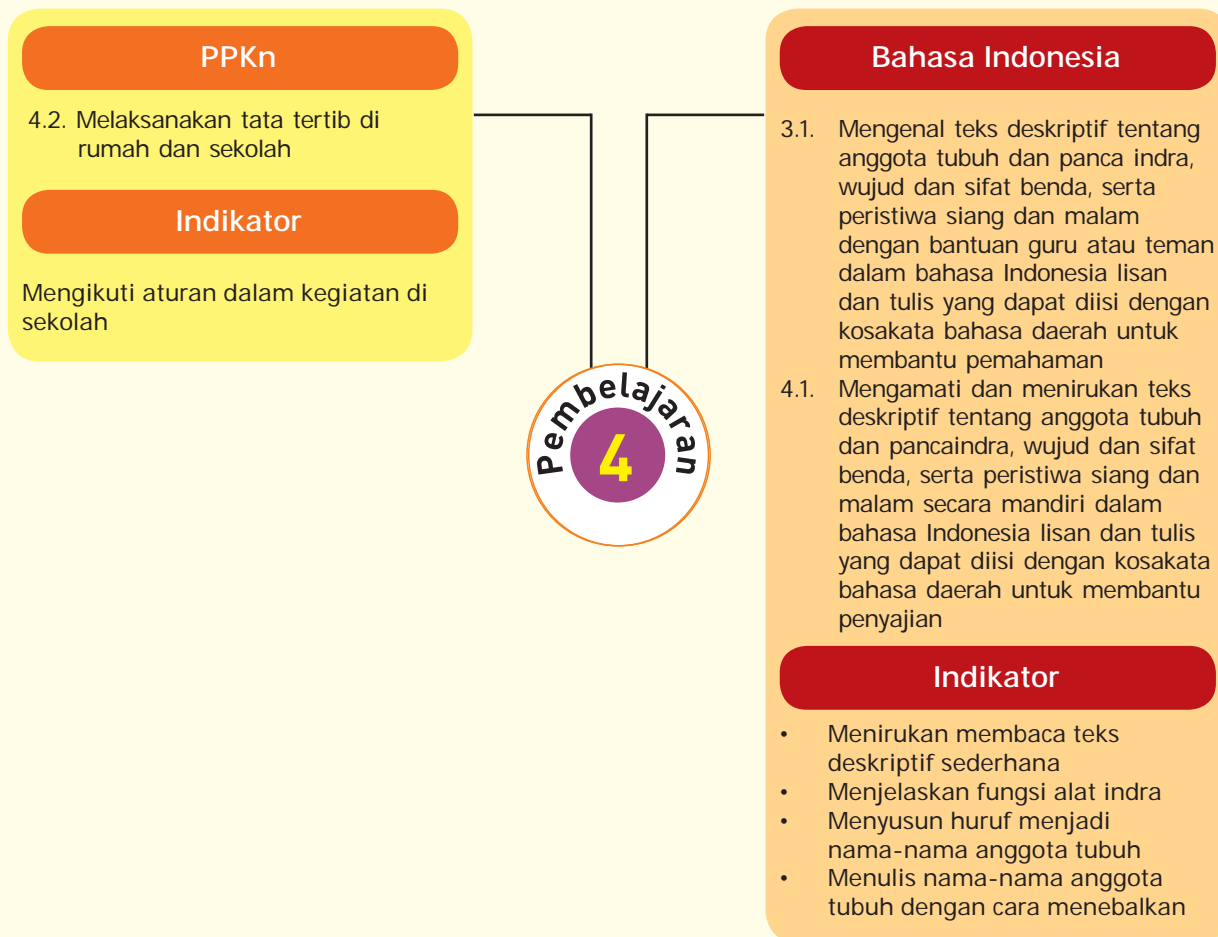 PPKn
4.2. Melaksanakan tata tertib di
rumah dan sekolah
Indikator
Mengikuti aturan dalam kegiatan di
sekolah
Pembelajaran
4
Bahasa Indonesia
3.1. Mengenal teks deskriptif tentang
anggota tubuh dan panca indra,
wujud dan sifat benda, serta
peristiwa siang dan malam
dengan bantuan guru atau teman
dalam bahasa Indonesia lisan
dan tulis yang dapat diisi dengan
kosakata bahasa daerah untuk
membantu pemahaman
4.1. Mengamati dan menirukan teks
deskriptif tentang anggota tubuh
dan pancaindra, wujud dan sifat
benda, serta peristiwa siang dan
malam secara mandiri dalam
bahasa Indonesia lisan dan tulis
yang dapat diisi dengan kosakata
bahasa daerah untuk membantu
penyajian
Indikator
• Menirukan membaca teks
deskriptif sederhana
• Menjelaskan fungsi alat indra
• Menyusun huruf menjadi
nama-nama anggota tubuh
• Menulis nama-nama anggota
tubuh dengan cara menebalkan